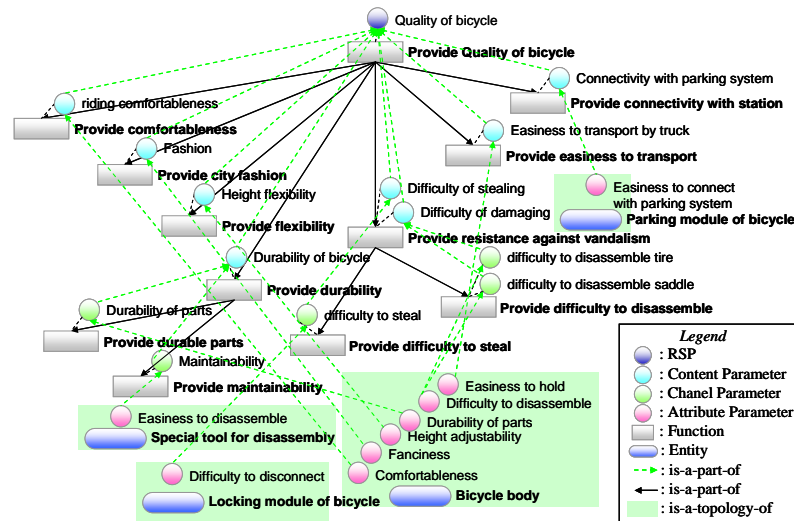 Quality of bicycle
Provide Quality of bicycle
Connectivity with parking system
riding comfortableness
Provide connectivity with station
Provide comfortableness
Easiness to transport by truck
Fashion
Provide easiness to transport
Provide city fashion
Difficulty of stealing
Easiness to connect
with parking system
Height flexibility
Difficulty of damaging
Parking module of bicycle
Provide flexibility
Provide resistance against vandalism
Durability of bicycle
difficulty to disassemble tire
difficulty to disassemble saddle
Provide durability
Durability of parts
difficulty to steal
Provide difficulty to disassemble
Provide durable parts
Provide difficulty to steal
Maintainability
Provide maintainability
Easiness to hold
Difficulty to disassemble
Easiness to disassemble
Durability of parts
Special tool for disassembly
Height adjustability
Fanciness
Difficulty to disconnect
Comfortableness
Locking module of bicycle
Bicycle body
Legend
: RSP
: Content Parameter
: Chanel Parameter
: Attribute Parameter
: Function
: Entity
: is-a-part-of
: is-a-part-of
: is-a-topology-of